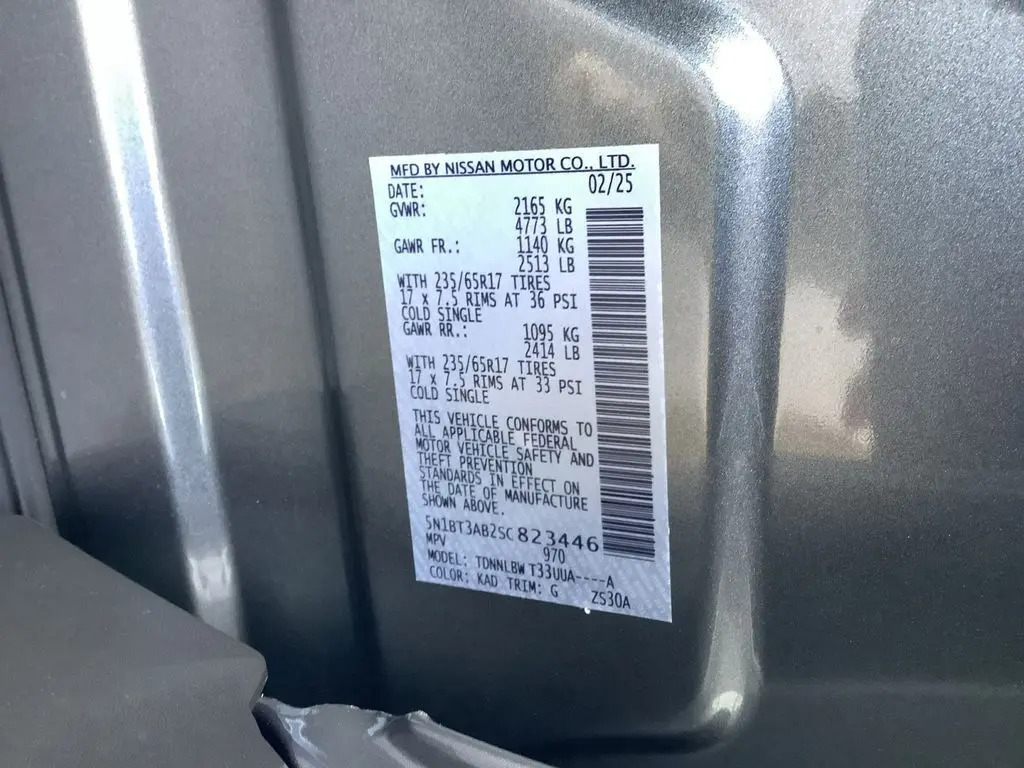 MFD BY NISSAN MOTOR CO., LTD.
DATE: 02/25
GVWR: 2165 KG
4773 LB
GAWR FR.: 1140 KG
2513 LB
WITH 235/65R17 TIRES
17 x 7.5 RIMS AT 36 PSI
COLD SINGLE
GAWR RR.: 1095 KG
2414 LB
WITH 235/65R17 TIRES
17 x 7.5 RIMS AT 33 PSI
COLD SINGLE
THIS VEHICLE CONFORMS TO
ALL APPLICABLE FEDERAL
MOTOR VEHICLE SAFETY AND
THEFT PREVENTION
STANDARDS IN EFFECT ON
THE DATE OF MANUFACTURE
SHOWN ABOVE.
5N1BT3AB2SC823446
MPV 970
MODEL: TDNNLBW T33UUA----A
COLOR: KAD TRIM: G ZS30A